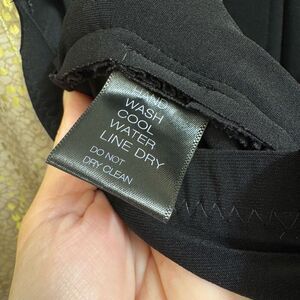 HAND
WASH
COOL
WATER
LINE DRY
DO NOT
DRY CLEAN